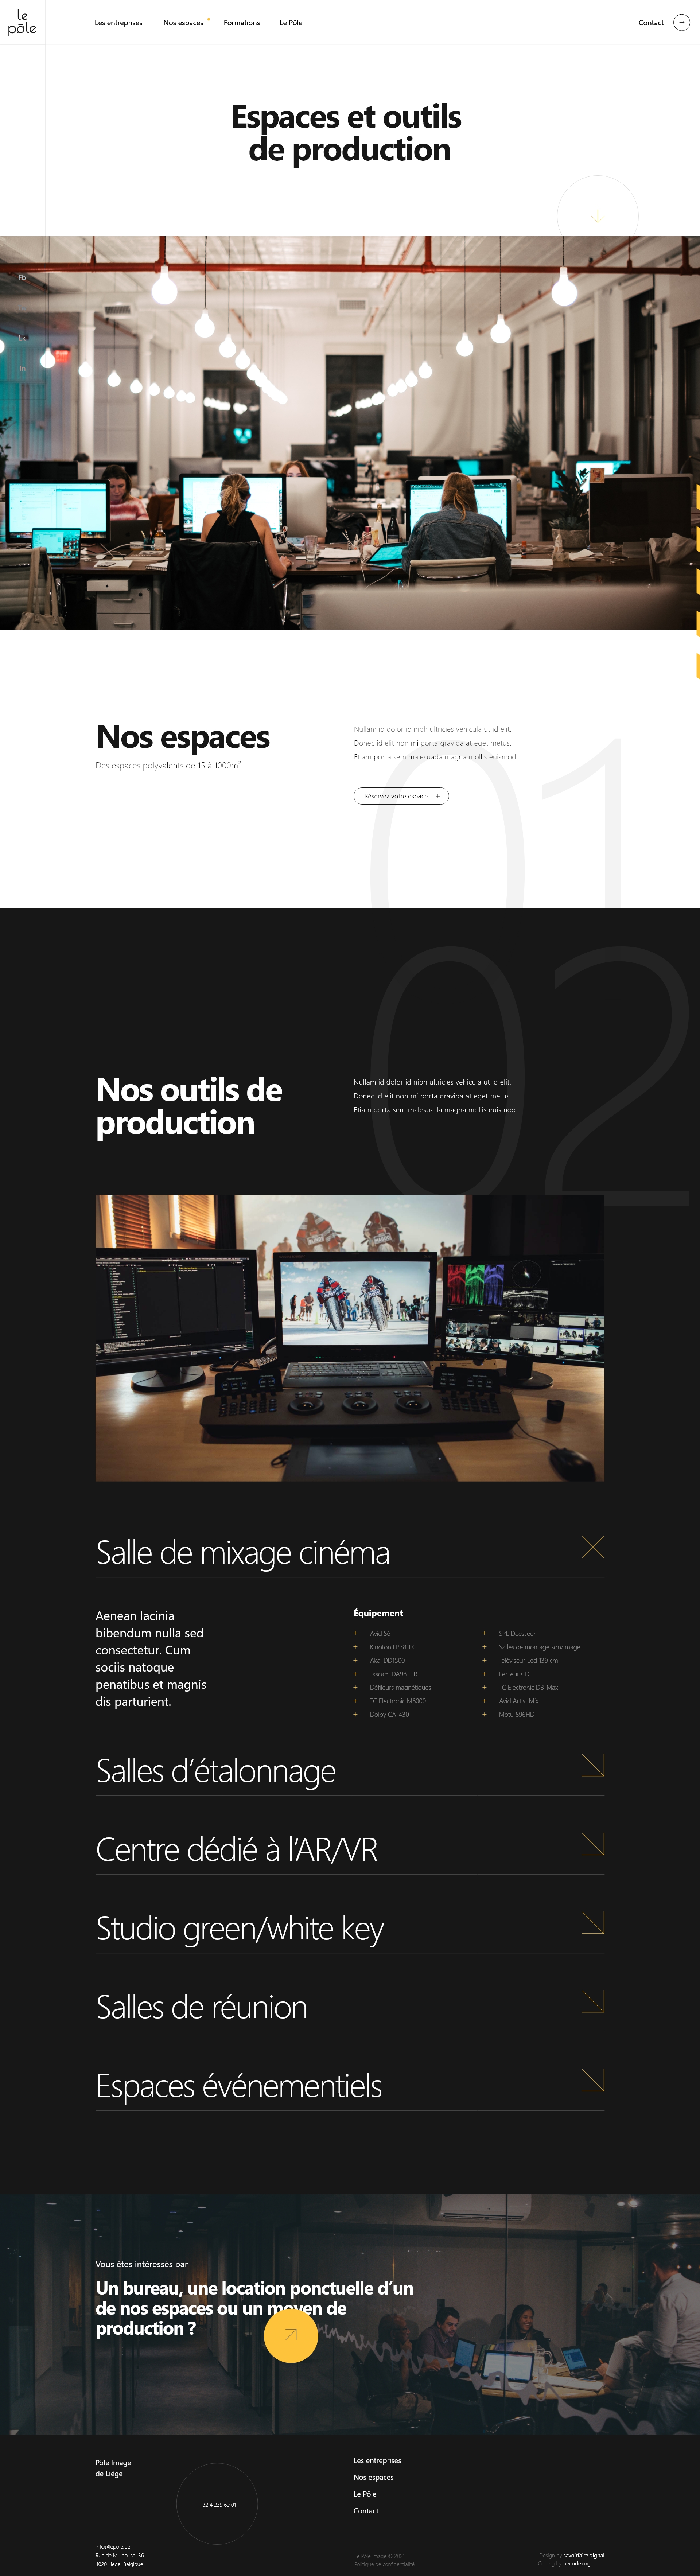 le
pôle
Les entreprises
Nos espaces
Formations
Le Pôle
Contact
Espaces et outils
de production
Fb
Lk
In
Nos espaces
Des espaces polyvalents de 15 à 1000m².
Nullam id dolor id nibh ultricies vehicula ut id elit.
Donec id elit non mi porta gravida at eget metus.
Etiam porta sem malesuada magna mollis euismod.
Réservez votre espace
01
02
Nos outils de
production
Nullam id dolor id nibh ultricies vehicula ut id elit.
Donec id elit non mi porta gravida at eget metus.
Etiam porta sem malesuada magna mollis euismod.
Salle de mixage cinéma
Aenean lacinia
bibendum nulla sed
consectetur. Cum
sociis natoque
penatibus et magnis
dis parturient.
Équipement
Avid S6
Kinoton FP38-EC
Akai DD1500
Tascam DA98-HR
Défileurs magnétiques
TC Electronic M6000
Dolby CAT430
SPL Déesseur
Salles de montage son/image
Téléviseur Led 139 cm
Lecteur CD
TC Electronic DB-Max
Avid Artist Mix
Motu 896HD
Salles d’étalonnage
Centre dédié à l’AR/VR
Studio green/white key
Salles de réunion
Espaces événementiels
Vous êtes intéressés par
Un bureau, une location ponctuelle d’un
de nos espaces ou un moyen de
production ?
Pôle Image
de Liège
+32 4 239 69 01
info@lepole.be
Rue de Mulhouse, 36
4020 Liège, Belgique
Les entreprises
Nos espaces
Le Pôle
Contact
Le Pôle Image © 2021.
Politique de confidentialité
Design by savoirfaire.digital
Coding by becode.org